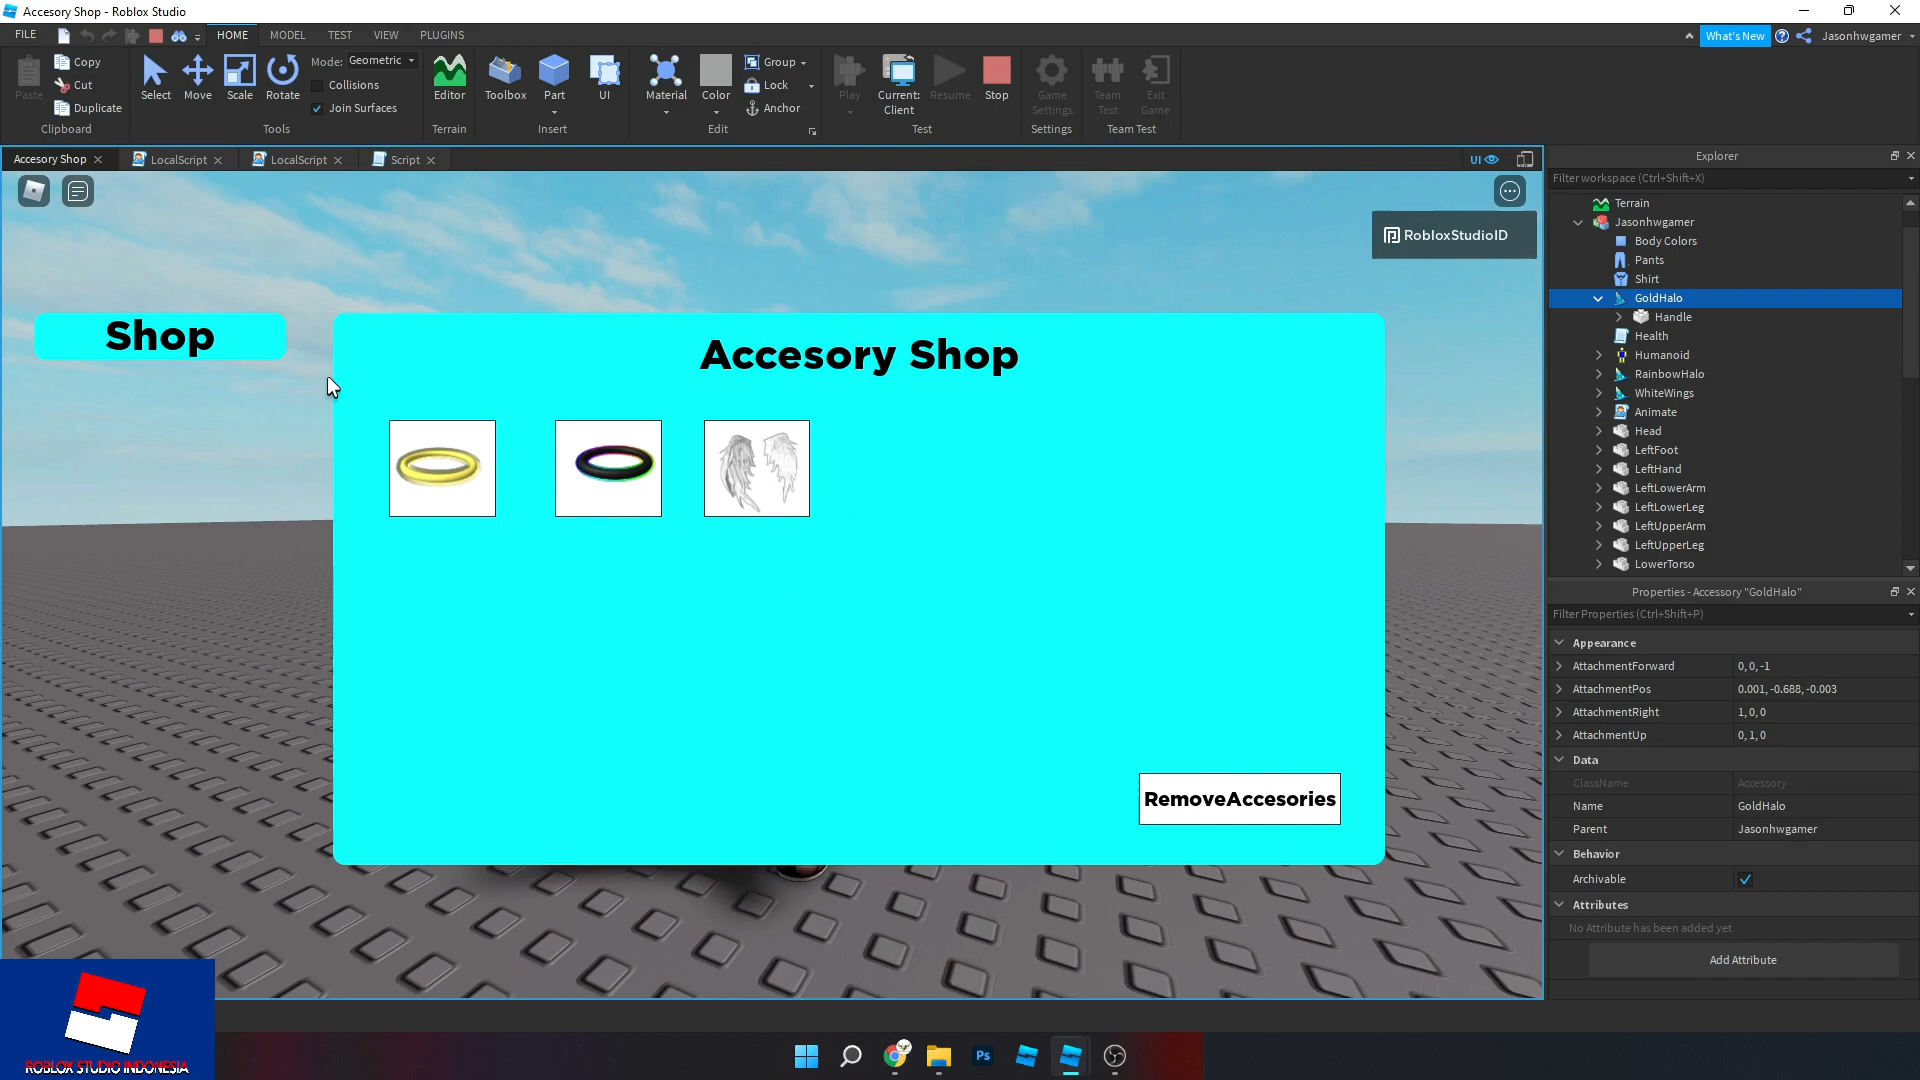 Accesory Shop - Roblox Studio
FILE HOME MODEL TEST VIEW PLUGINS What's New Jasonhwgamer
Paste Copy Cut Duplicate Clipboard
Select Move Scale Rotate Mode: Geometric Collisions Join Surfaces Tools
Editor Terrain
Toolbox Part UI Insert
Material Color Group Lock Anchor Edit
Play Current: Client Resume Stop Test
Game Settings Settings
Team Test Exit Game Team Test
Accesory Shop LocalScript LocalScript Script UI
RobloxStudioID
Shop
Accesory Shop
RemoveAccesories
ROBLOX STUDIO INDONESIA
Ps
Explorer
Filter workspace (Ctrl+Shift+X)
Terrain
Jasonhwgamer
Body Colors
Pants
Shirt
GoldHalo
Handle
Health
Humanoid
RainbowHalo
WhiteWings
Animate
Head
LeftFoot
LeftHand
LeftLowerArm
LeftLowerLeg
LeftUpperArm
LeftUpperLeg
LowerTorso
Properties - Accessory "GoldHalo"
Filter Properties (Ctrl+Shift+P)
Appearance
AttachmentForward 0, 0, -1
AttachmentPos 0.001, -0.688, -0.003
AttachmentRight 1, 0, 0
AttachmentUp 0, 1, 0
Data
ClassName Accessory
Name GoldHalo
Parent Jasonhwgamer
Behavior
Archivable
Attributes
No Attribute has been added yet
Add Attribute